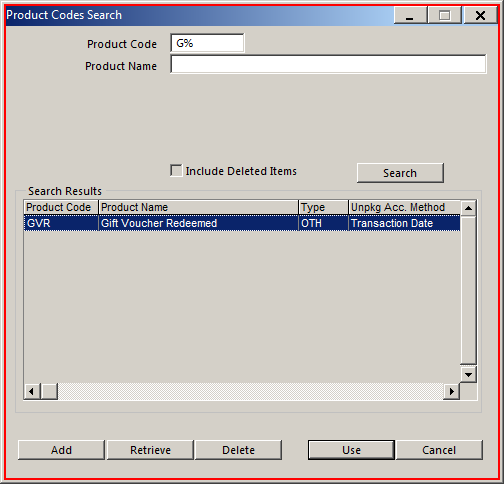 Product Codes Search
Product Code G%
Product Name
Include Deleted Items Search
Search Results
Product Code Product Name Type Unpkg Acc. Method
GVR Gift Voucher Redeemed OTH Transaction Date
Add Retrieve Delete Use Cancel